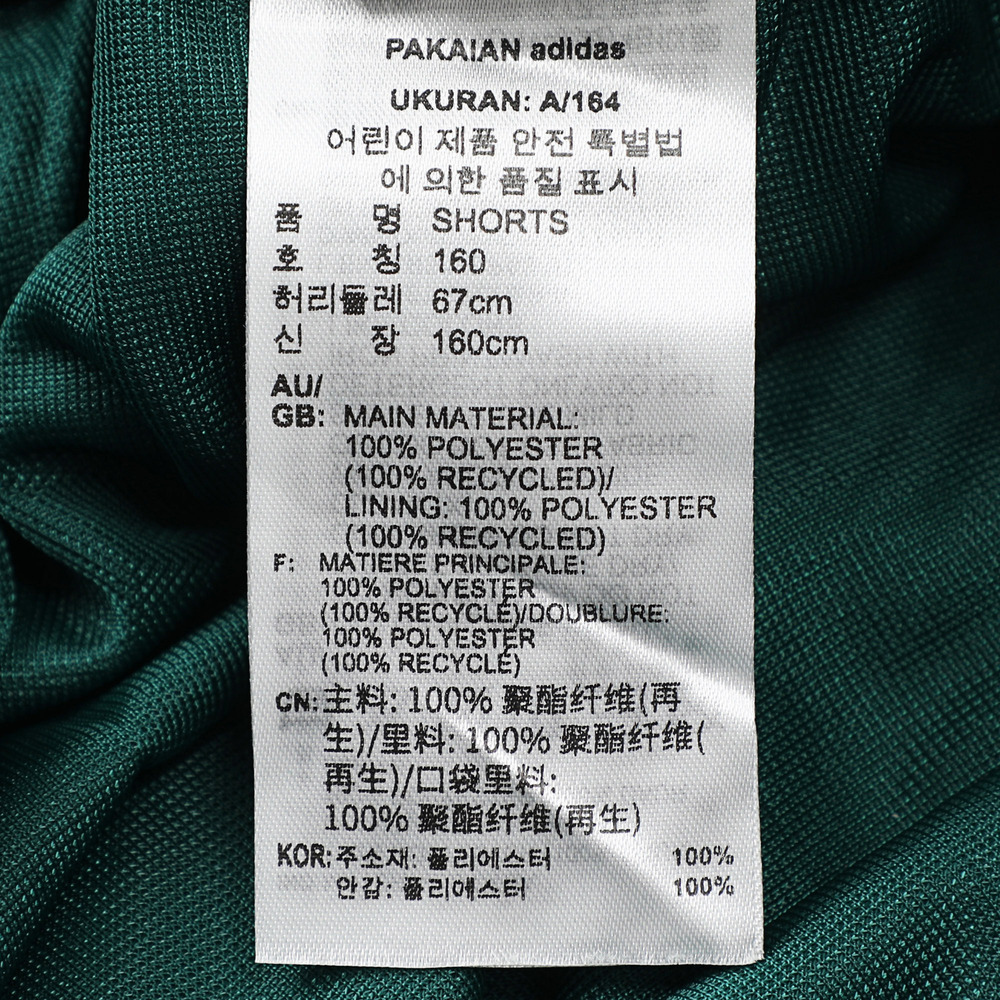 PAKAIAN adidas
UKURAN: A/164
어린이 제품 안전 특별법
에 의한 품질 표시
품 명 SHORTS
호 칭 160
허리둘레 67cm
신 장 160cm
AU/
GB: MAIN MATERIAL:
100% POLYESTER
(100% RECYCLED)/
LINING: 100% POLYESTER
(100% RECYCLED)
F: MATIERE PRINCIPALE:
100% POLYESTER
(100% RECYCLÉ)/DOUBLURE:
100% POLYESTER
(100% RECYCLÉ)
CN: 主料: 100% 聚酯纤维(再
生)/里料: 100% 聚酯纤维(
再生)/口袋里料:
100% 聚酯纤维(再生)
KOR: 주소재: 폴리에스터 100%
안감: 폴리에스터 100%